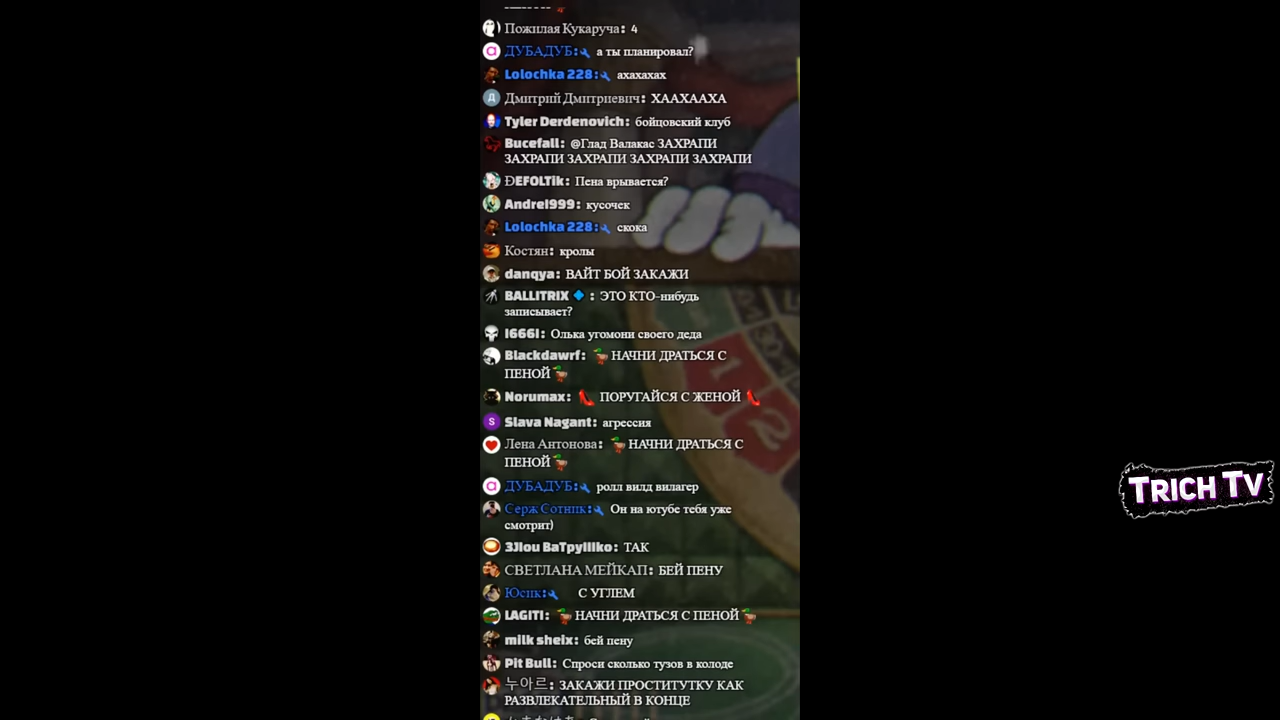 Пожилая Кукаруча: 4
ДУБАДУБ: а ты планировал?
Lolochka 228: ахахахах
Дмитрий Дмитриевич: ХААХААХА
Tyler Derdenovich: бойцовский клуб
Bucefall: @Глад Валакас ЗАХРАПИ
ЗАХРАПИ ЗАХРАПИ ЗАХРАПИ ЗАХРАПИ
ÐEFOLTik: Пена врывается?
Andrei999: кусочек
Lolochka 228: скока
Костян: кролы
danqya: ВАЙТ БОЙ ЗАКАЖИ
BALLITRIX 🔹 : ЭТО КТО-нибудь
записывает?
I666I: Олька угомони своего деда
Blackdawrf: 🦆 НАЧНИ ДРАТЬСЯ С
ПЕНОЙ 🦆
Norumax: 👠 ПОРУГАЙСЯ С ЖЕНОЙ 👠
S Slava Nagant: агрессия
Лена Антонова: 🦆 НАЧНИ ДРАТЬСЯ С
ПЕНОЙ 🦆
ДУБАДУБ: ролл вилд вилагер
Серж Сотник: Он на ютубе тебя уже
смотрит)
3JIou BaTpyIIIko: ТАК
СВЕТЛАНА МЕЙКАП: БЕЙ ПЕНУ
Юсик: С УГЛЕМ
LAGITI: 🦆 НАЧНИ ДРАТЬСЯ С ПЕНОЙ 🦆
milk sheix: бей пену
Pit Bull: Спроси сколько тузов в колоде
누아르: ЗАКАЖИ ПРОСТИТУТКУ КАК
РАЗВЛЕКАТЕЛЬНЫЙ В КОНЦЕ
TRICH TV